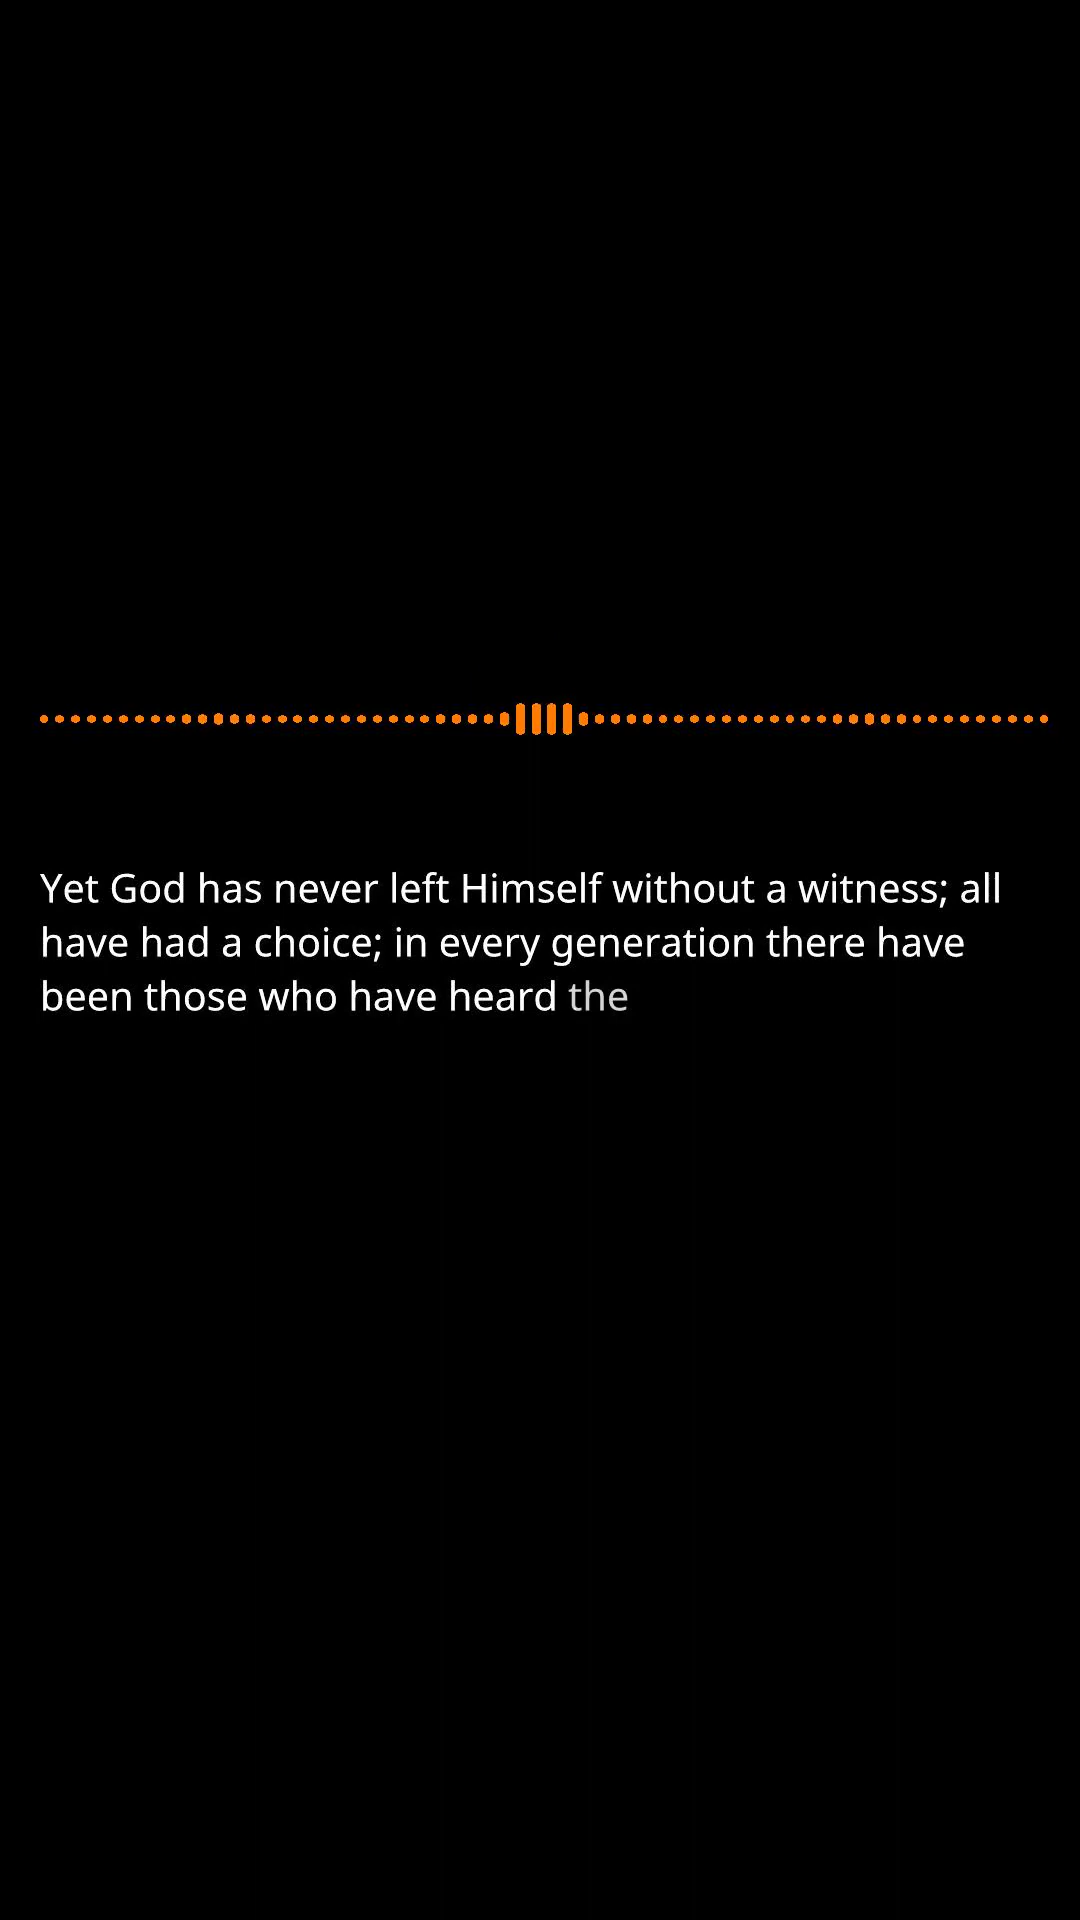 Yet God has never left Himself without a witness; all
have had a choice; in every generation there have
been those who have heard the